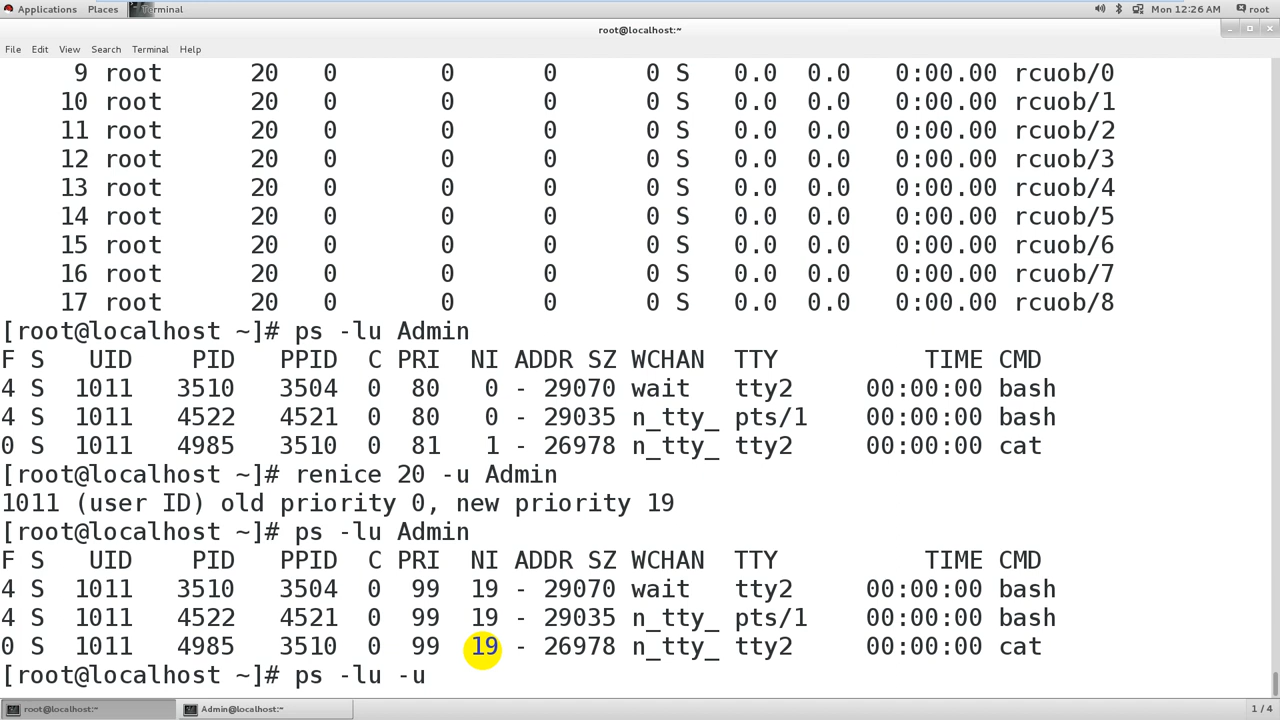 Applications Places Terminal Mon 12:26 AM root
root@localhost:~
File Edit View Search Terminal Help
9 root 20 0 0 0 0 S 0.0 0.0 0:00.00 rcuob/0
10 root 20 0 0 0 0 S 0.0 0.0 0:00.00 rcuob/1
11 root 20 0 0 0 0 S 0.0 0.0 0:00.00 rcuob/2
12 root 20 0 0 0 0 S 0.0 0.0 0:00.00 rcuob/3
13 root 20 0 0 0 0 S 0.0 0.0 0:00.00 rcuob/4
14 root 20 0 0 0 0 S 0.0 0.0 0:00.00 rcuob/5
15 root 20 0 0 0 0 S 0.0 0.0 0:00.00 rcuob/6
16 root 20 0 0 0 0 S 0.0 0.0 0:00.00 rcuob/7
17 root 20 0 0 0 0 S 0.0 0.0 0:00.00 rcuob/8
[root@localhost ~]# ps -lu Admin
F S UID PID PPID C PRI NI ADDR SZ WCHAN TTY TIME CMD
4 S 1011 3510 3504 0 80 0 - 29070 wait tty2 00:00:00 bash
4 S 1011 4522 4521 0 80 0 - 29035 n_tty_ pts/1 00:00:00 bash
0 S 1011 4985 3510 0 81 1 - 26978 n_tty_ tty2 00:00:00 cat
[root@localhost ~]# renice 20 -u Admin
1011 (user ID) old priority 0, new priority 19
[root@localhost ~]# ps -lu Admin
F S UID PID PPID C PRI NI ADDR SZ WCHAN TTY TIME CMD
4 S 1011 3510 3504 0 99 19 - 29070 wait tty2 00:00:00 bash
4 S 1011 4522 4521 0 99 19 - 29035 n_tty_ pts/1 00:00:00 bash
0 S 1011 4985 3510 0 99 19 - 26978 n_tty_ tty2 00:00:00 cat
[root@localhost ~]# ps -lu -u
root@localhost:~ Admin@localhost:~ 1 / 4